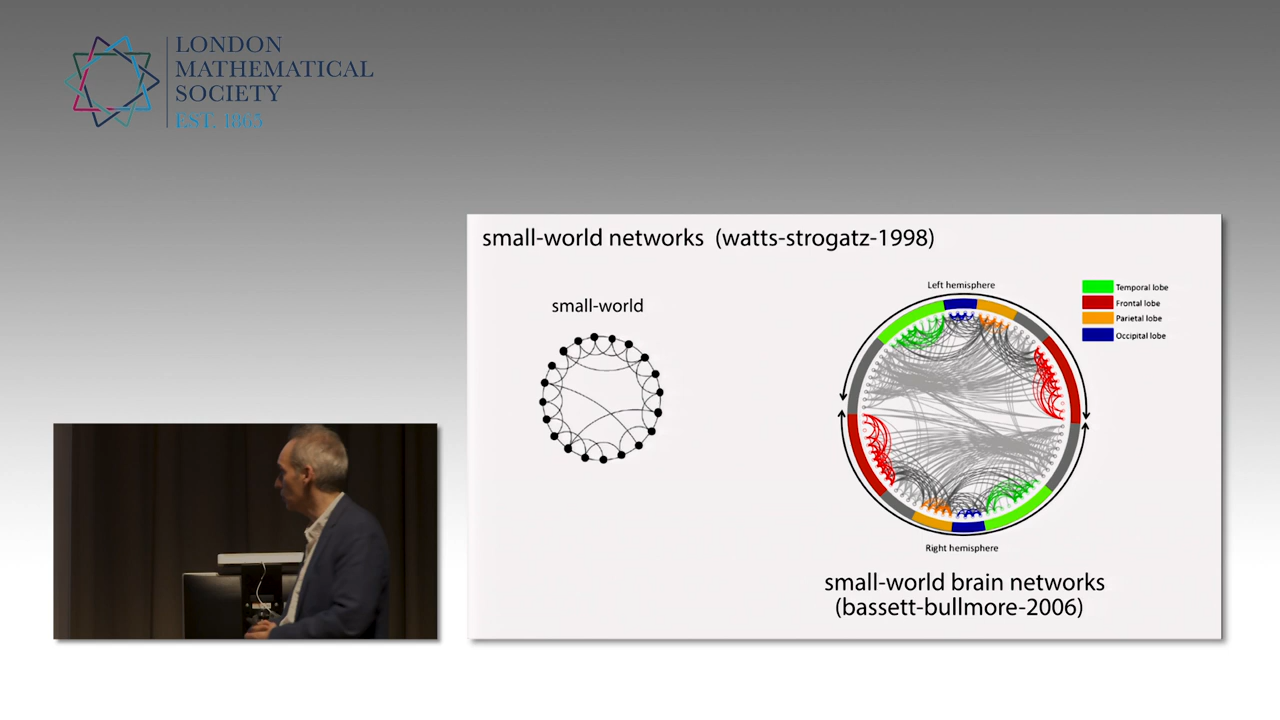 LONDON
MATHEMATICAL
SOCIETY
EST. 1865
small-world networks (watts-strogatz-1998)
small-world
Left hemisphere
Temporal lobe
Frontal lobe
Parietal lobe
Occipital lobe
Right hemisphere
small-world brain networks
(bassett-bullmore-2006)